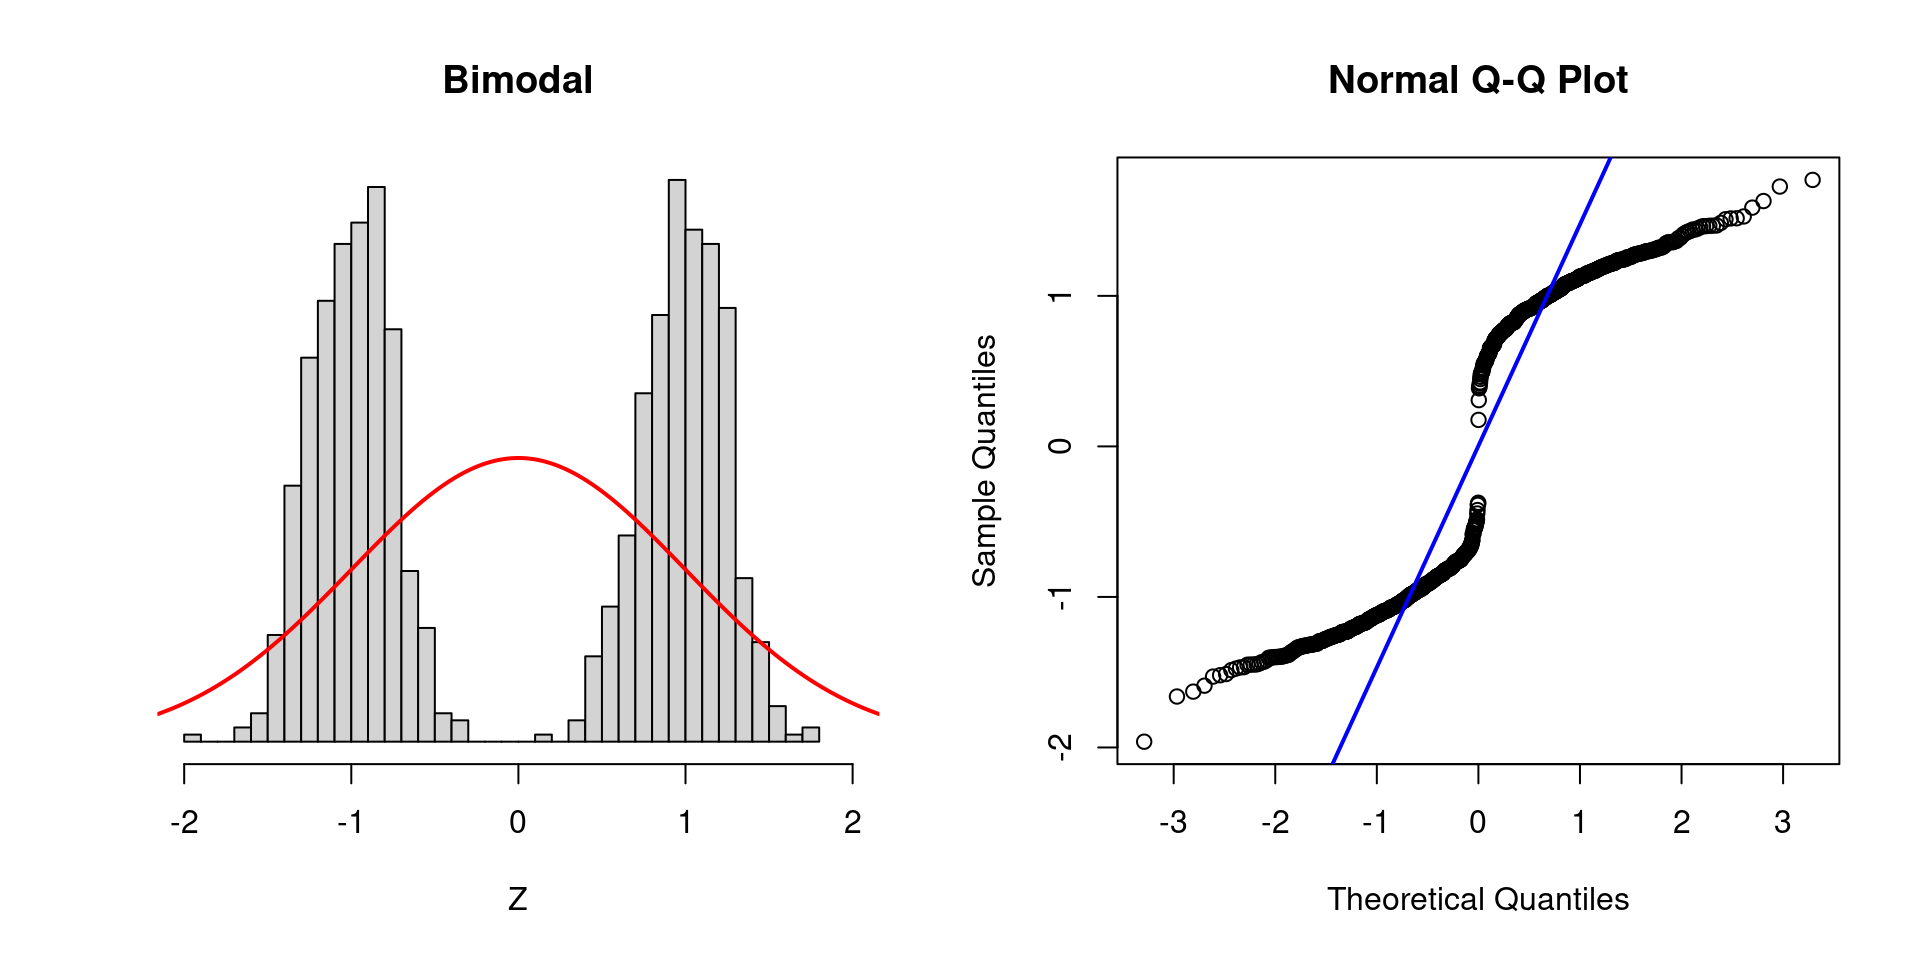 Bimodal
-2 -1 0 1 2
Z
Normal Q-Q Plot
Sample Quantiles
1
0
-1
-2
-3 -2 -1 0 1 2 3
Theoretical Quantiles